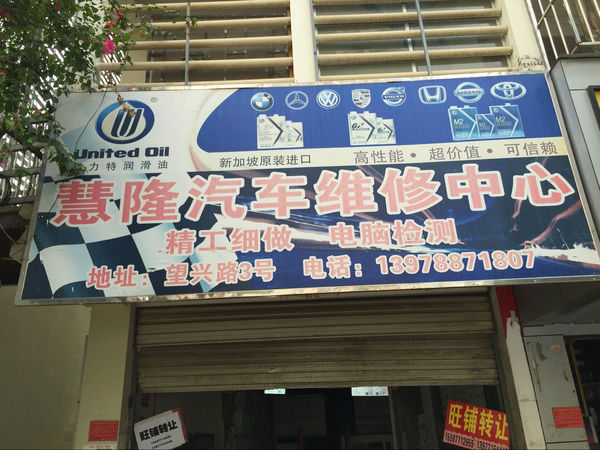 United Oil
力特润滑油
新加坡原装进口
高性能・超价值・可信赖
慧隆汽车维修中心
精工细做 电脑检测
地址：望兴路3号 电话：13978871807
旺铺转让
旺铺转让